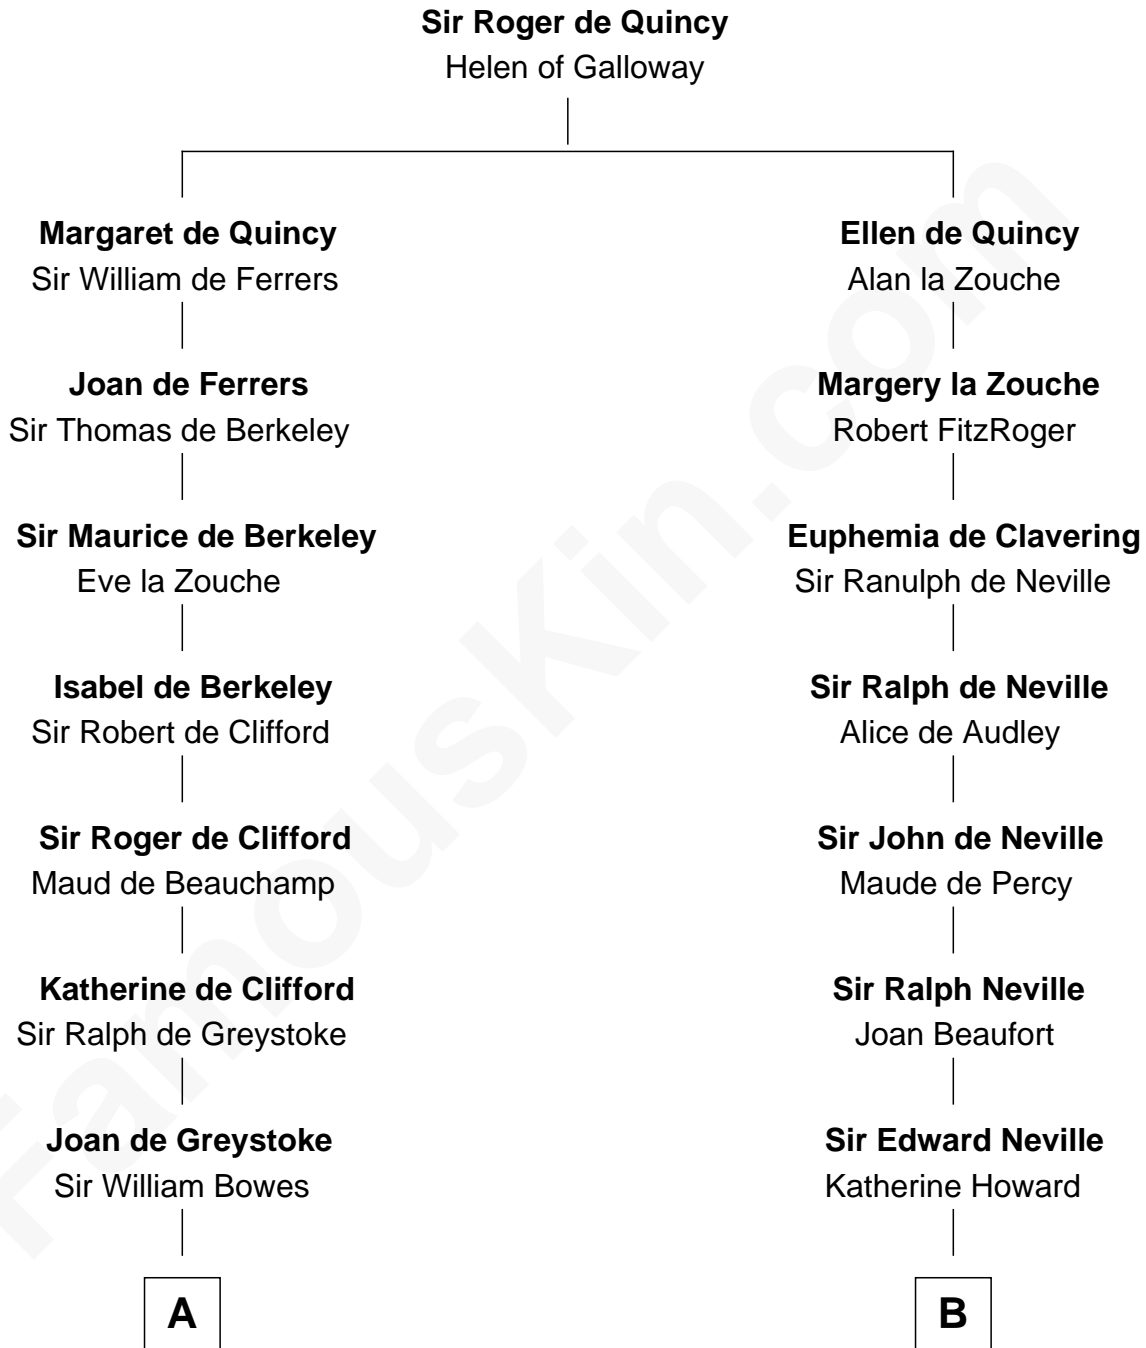 Sir Roger de Quincy
Helen of Galloway
Margaret de Quincy
Sir William de Ferrers
Ellen de Quincy
Alan la Zouche
Joan de Ferrers
Sir Thomas de Berkeley
Margery la Zouche
Robert FitzRoger
Sir Maurice de Berkeley
Eve la Zouche
Euphemia de Clavering
Sir Ranulph de Neville
Isabel de Berkeley
Sir Robert de Clifford
Sir Ralph de Neville
Alice de Audley
Sir Roger de Clifford
Maud de Beauchamp
Sir John de Neville
Maude de Percy
Katherine de Clifford
Sir Ralph de Greystoke
Sir Ralph Neville
Joan Beaufort
Joan de Greystoke
Sir William Bowes
Sir Edward Neville
Katherine Howard
A
B
FamousKin.com